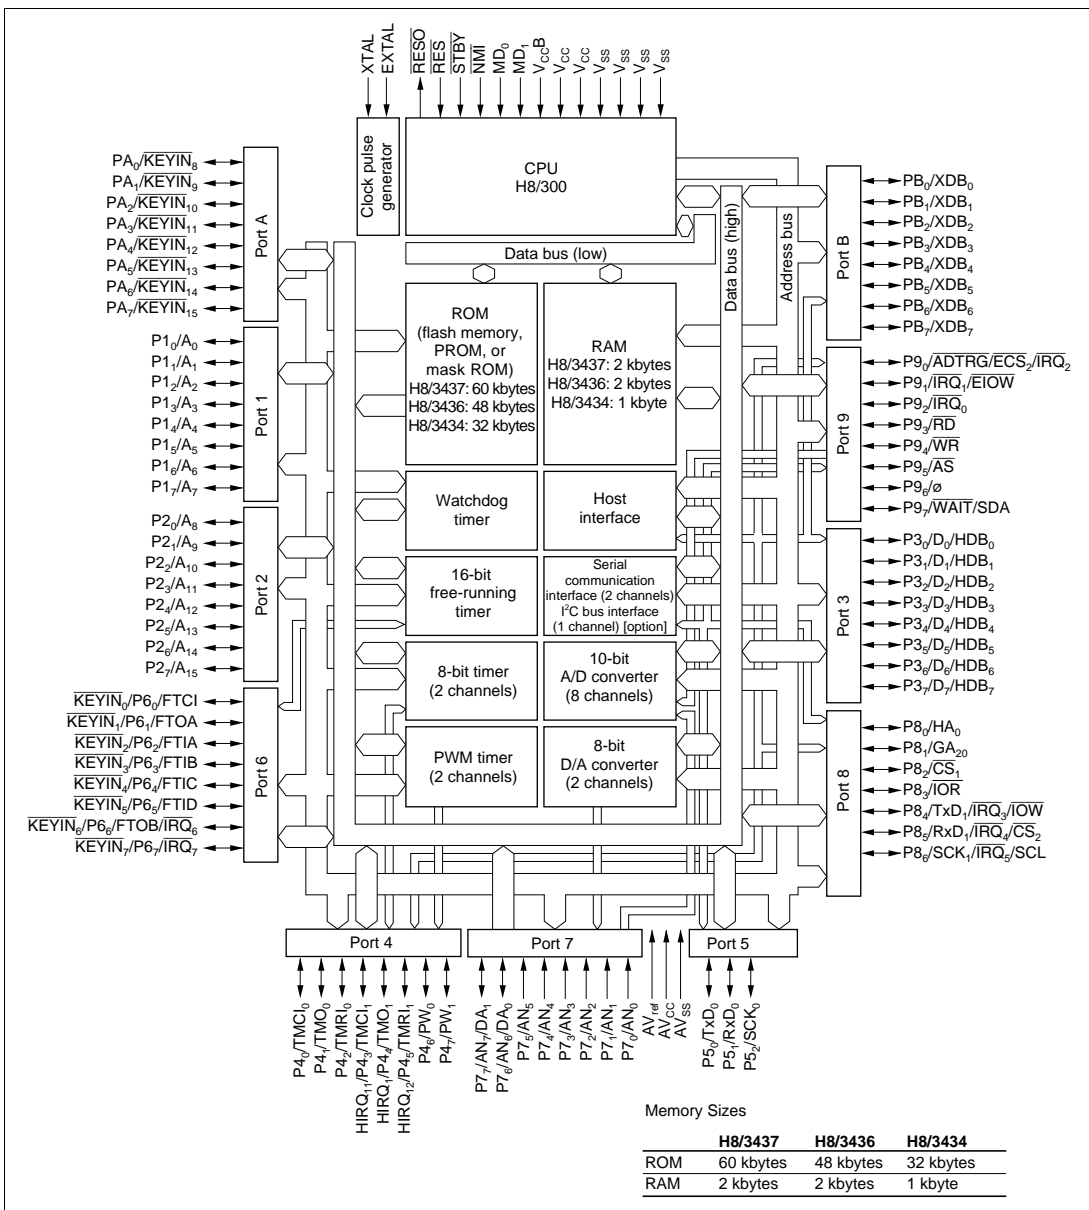 XTAL
EXTAL
RESO
RES
STBY
NMI
MD0
MD1
VCCB
VCC
VCC
VSS
VSS
VSS
VSS
Clock pulse
generator
CPU
H8/300
Data bus (low)
Data bus (high)
Address bus
PA0/KEYIN8
PA1/KEYIN9
PA2/KEYIN10
PA3/KEYIN11
PA4/KEYIN12
PA5/KEYIN13
PA6/KEYIN14
PA7/KEYIN15
Port A
P10/A0
P11/A1
P12/A2
P13/A3
P14/A4
P15/A5
P16/A6
P17/A7
Port 1
P20/A8
P21/A9
P22/A10
P23/A11
P24/A12
P25/A13
P26/A14
P27/A15
Port 2
KEYIN0/P60/FTCI
KEYIN1/P61/FTOA
KEYIN2/P62/FTIA
KEYIN3/P63/FTIB
KEYIN4/P64/FTIC
KEYIN5/P65/FTID
KEYIN6/P66/FTOB/IRQ6
KEYIN7/P67/IRQ7
Port 6
ROM
(flash memory,
PROM, or
mask ROM)
H8/3437: 60 kbytes
H8/3436: 48 kbytes
H8/3434: 32 kbytes
RAM
H8/3437: 2 kbytes
H8/3436: 2 kbytes
H8/3434: 1 kbyte
Watchdog
timer
Host
interface
16-bit
free-running
timer
Serial
communication
interface (2 channels)
I2C bus interface
(1 channel) [option]
8-bit timer
(2 channels)
10-bit
A/D converter
(8 channels)
PWM timer
(2 channels)
8-bit
D/A converter
(2 channels)
Port B
PB0/XDB0
PB1/XDB1
PB2/XDB2
PB3/XDB3
PB4/XDB4
PB5/XDB5
PB6/XDB6
PB7/XDB7
Port 9
P90/ADTRG/ECS2/IRQ2
P91/IRQ1/EIOW
P92/IRQ0
P93/RD
P94/WR
P95/AS
P96/ø
P97/WAIT/SDA
Port 3
P30/D0/HDB0
P31/D1/HDB1
P32/D2/HDB2
P33/D3/HDB3
P34/D4/HDB4
P35/D5/HDB5
P36/D6/HDB6
P37/D7/HDB7
Port 8
P80/HA0
P81/GA20
P82/CS1
P83/IOR
P84/TxD1/IRQ3/IOW
P85/RxD1/IRQ4/CS2
P86/SCK1/IRQ5/SCL
Port 4
Port 7
Port 5
P40/TMCI0
P41/TMO0
P42/TMRI0
HIRQ11/P43/TMCI1
HIRQ1/P44/TMO1
HIRQ12/P45/TMRI1
P46/PW0
P47/PW1
P77/AN7/DA1
P76/AN6/DA0
P75/AN5
P74/AN4
P73/AN3
P72/AN2
P71/AN1
P70/AN0
AVref
AVCC
AVSS
P50/TxD0
P51/RxD0
P52/SCK0
Memory Sizes
H8/3437 H8/3436 H8/3434
ROM 60 kbytes 48 kbytes 32 kbytes
RAM 2 kbytes 2 kbytes 1 kbyte